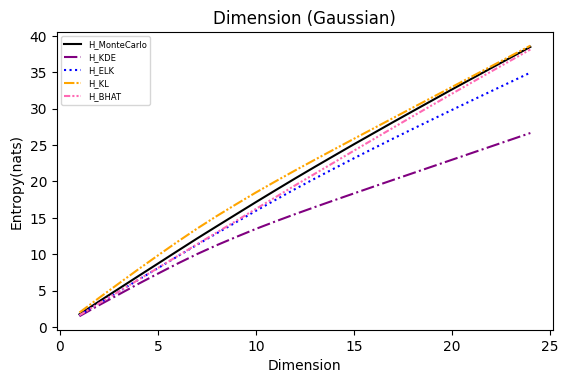 Dimension (Gaussian)
40
35
30
25
20
15
10
5
0
Entropy(nats)
H_MonteCarlo
H_KDE
H_ELK
H_KL
H_BHAT
0 5 10 15 20 25
Dimension